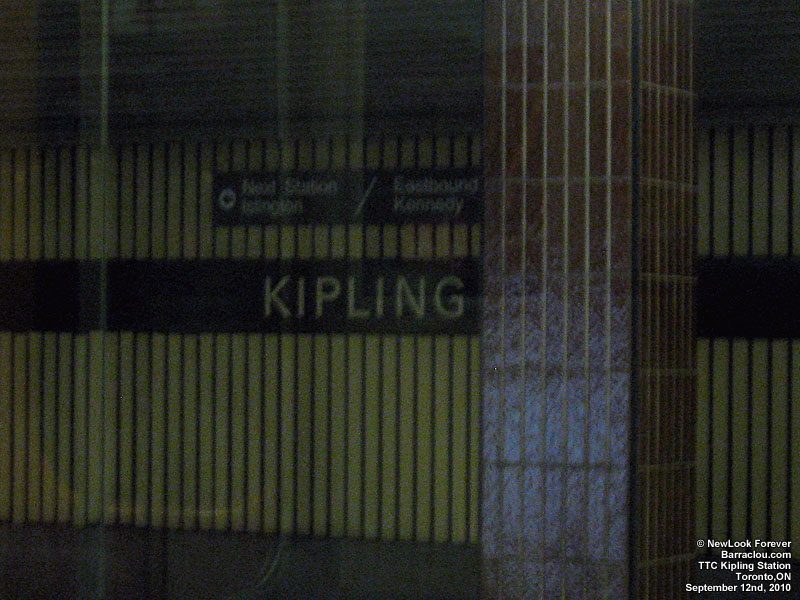 Next Station
Islington
Eastbound
Kennedy
KIPLING
© NewLook Forever
Barraclou.com
TTC Kipling Station
Toronto,ON
September 12nd, 2010